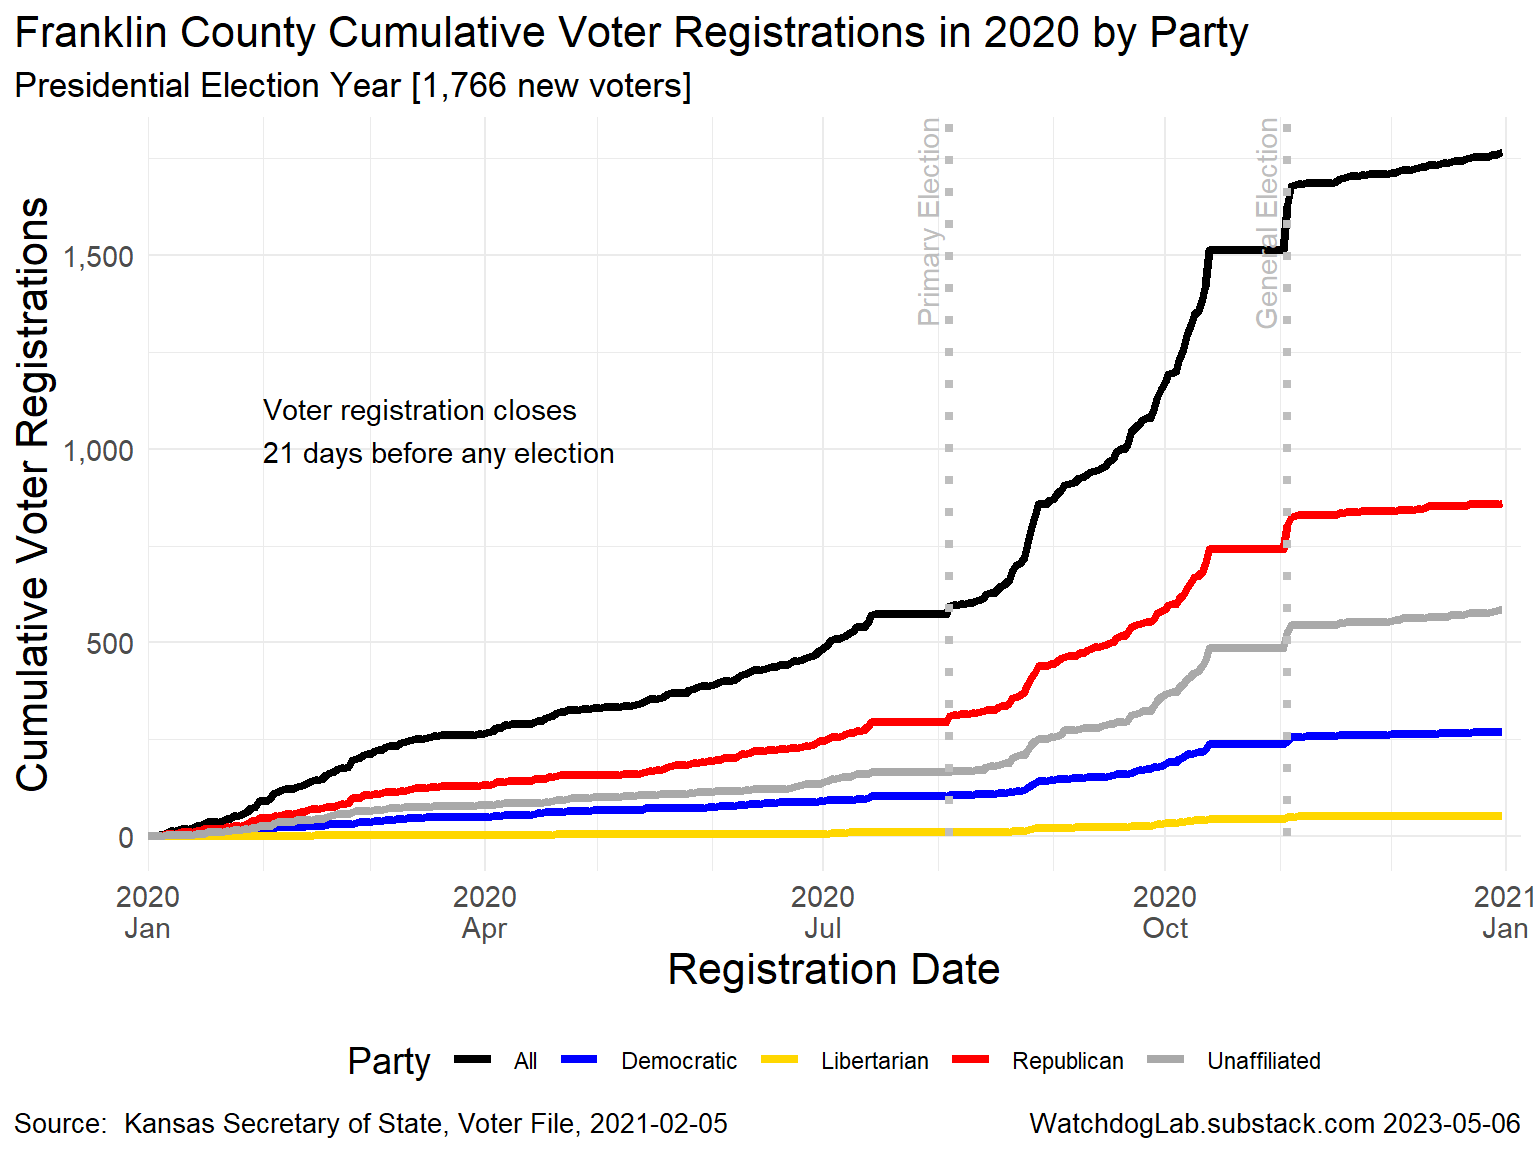 Franklin County Cumulative Voter Registrations in 2020 by Party
Presidential Election Year [1,766 new voters]
Cumulative Voter Registrations
1,500
1,000
500
0
Primary Election
General Election
Voter registration closes
21 days before any election
2020 2020 2020 2020 2021
Jan Apr Jul Oct Jan
Registration Date
Party All Democratic Libertarian Republican Unaffiliated
Source:  Kansas Secretary of State, Voter File, 2021-02-05
WatchdogLab.substack.com 2023-05-06